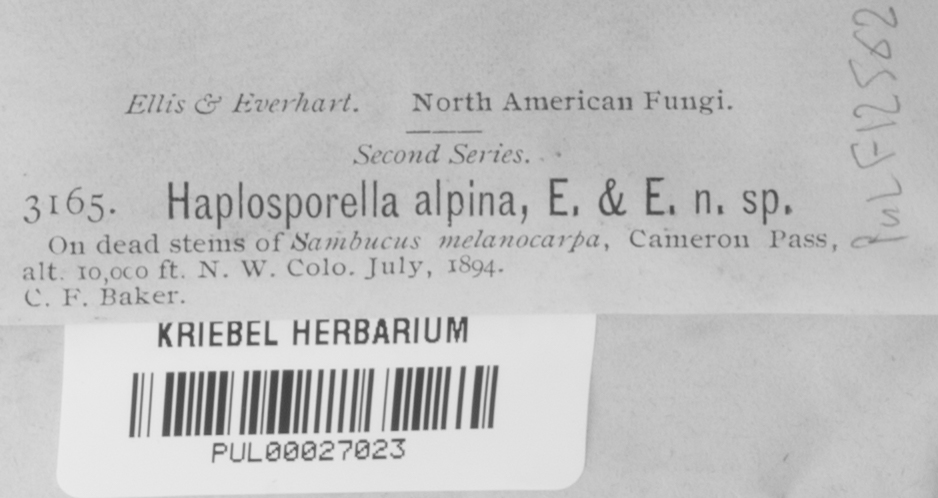 Ellis & Everhart. North American Fungi.
Second Series.
3165. Haplosporella alpina, E. & E. n. sp.
On dead stems of Sambucus melanocarpa, Cameron Pass,
alt. 10,000 ft. N. W. Colo. July, 1894.
C. F. Baker.
KRIEBEL HERBARIUM
PUL00027023
PUL F12562